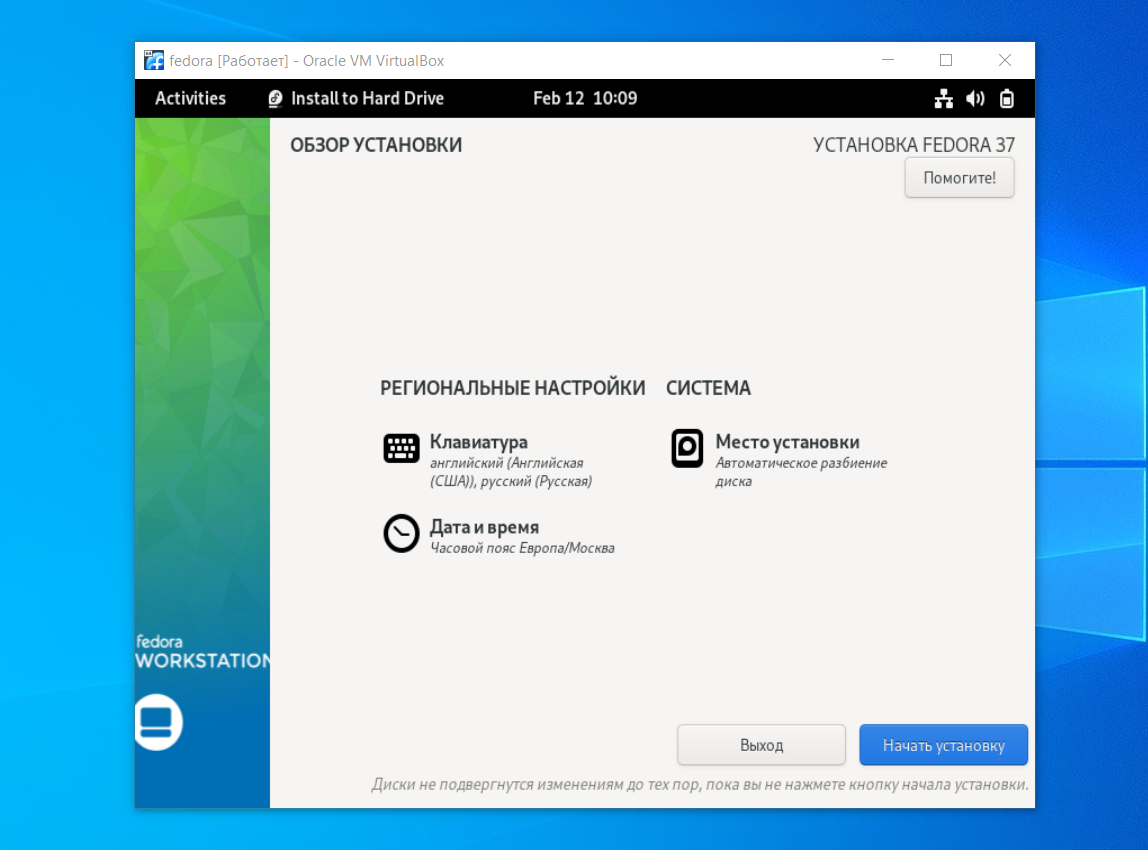 fedora [Работает] - Oracle VM VirtualBox
Activities Install to Hard Drive Feb 12 10:09
ОБЗОР УСТАНОВКИ
УСТАНОВКА FEDORA 37
Помогите!
РЕГИОНАЛЬНЫЕ НАСТРОЙКИ
Клавиатура
английский (Английская
(США)), русский (Русская)
Дата и время
Часовой пояс Европа/Москва
СИСТЕМА
Место установки
Автоматическое разбиение
диска
fedora
WORKSTATION
Выход
Начать установку
Диски не подвергнутся изменениям до тех пор, пока вы не нажмете кнопку начала установки.